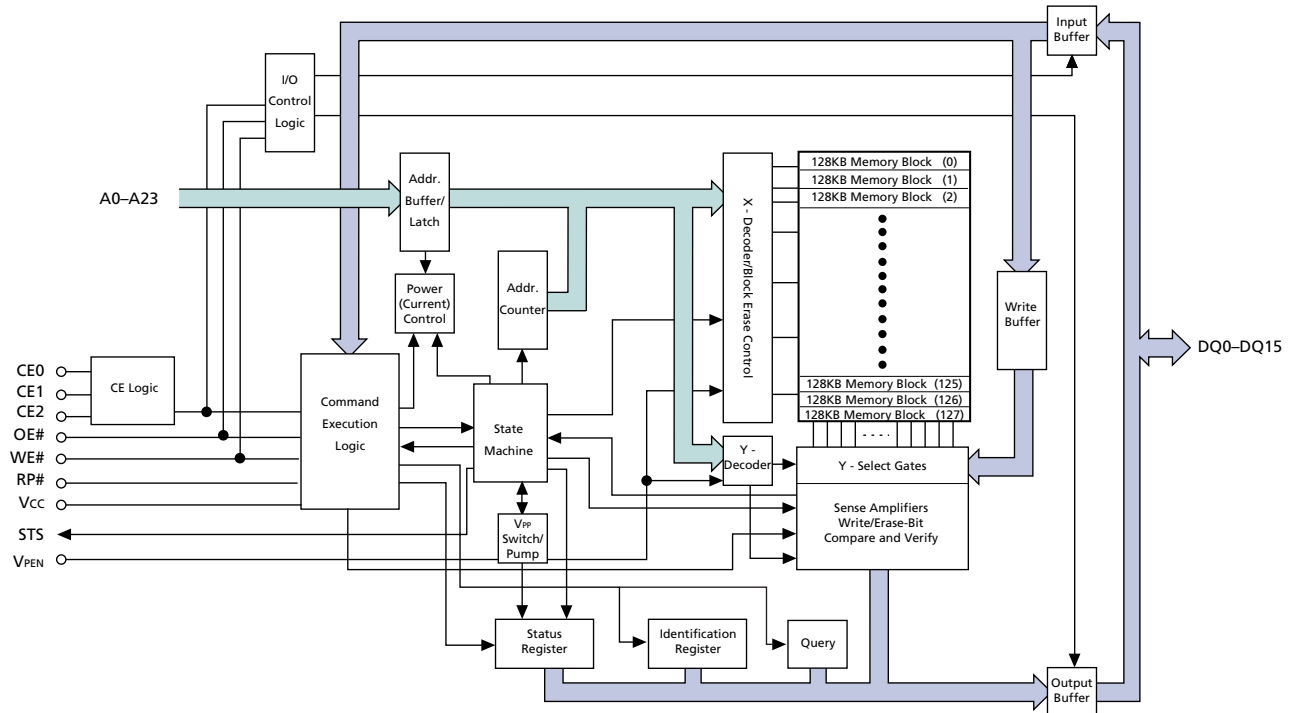 Input
Buffer
I/O
Control
Logic
A0–A23
Addr.
Buffer/
Latch
X - Decoder/Block Erase Control
128KB Memory Block (0)
128KB Memory Block (1)
128KB Memory Block (2)
Power
(Current)
Control
Addr.
Counter
Write
Buffer
DQ0–DQ15
CE0
CE1
CE2
OE#
WE#
RP#
VCC
STS
VPEN
CE Logic
Command
Execution
Logic
State
Machine
128KB Memory Block (125)
128KB Memory Block (126)
128KB Memory Block (127)
Y -
Decoder
Y - Select Gates
Sense Amplifiers
Write/Erase-Bit
Compare and Verify
VPP
Switch/
Pump
Status
Register
Identification
Register
Query
Output
Buffer